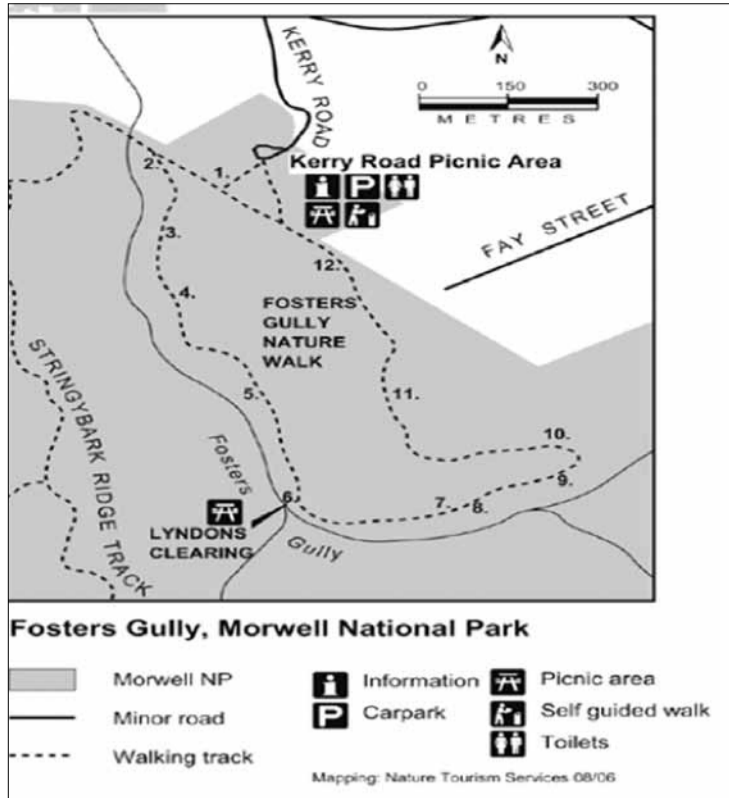 KERRY ROAD
N
0 150 300
METRES
Kerry Road Picnic Area
P
FAY STREET
1.
2.
3.
4.
5.
6.
7.
8.
9.
10.
11.
12.
FOSTERS
GULLY
NATURE
WALK
STRINGYBARK RIDGE TRACK
Fosters
Gully
LYNDONS
CLEARING
Fosters Gully, Morwell National Park
Morwell NP
Minor road
Walking track
Information
P Carpark
Picnic area
Self guided walk
Toilets
Mapping: Nature Tourism Services 08/06